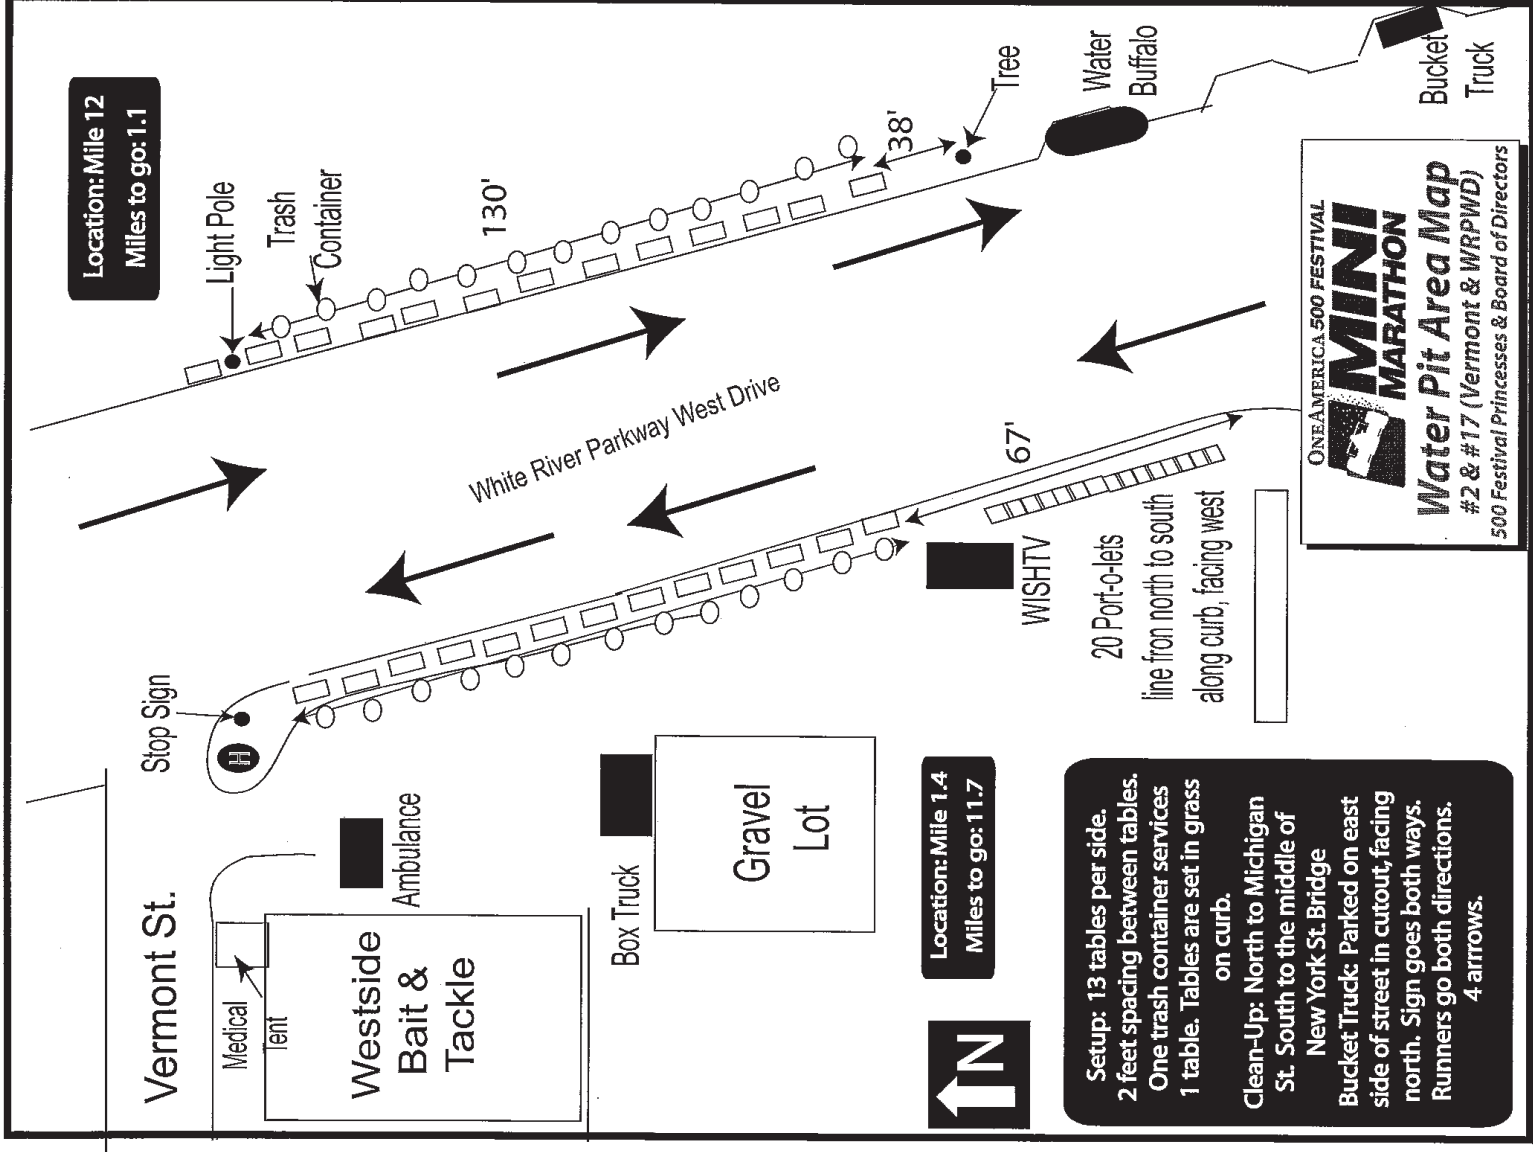 Location: Mile 12
Miles to go: 1.1
Light Pole
Trash
Container
130'
38'
Tree
Water
Buffalo
Bucket
Truck
White River Parkway West Drive
67'
Stop Sign
H
WISHTV
20 Port-o-lets
line fron north to south
along curb, facing west
Vermont St.
Medical
Tent
Ambulance
Westside
Bait &
Tackle
Box Truck
Gravel
Lot
Location: Mile 1.4
Miles to go: 11.7
N
Setup: 13 tables per side.
2 feet spacing between tables.
One trash container services
1 table. Tables are set in grass
on curb.
Clean-Up: North to Michigan
St. South to the middle of
New York St. Bridge
Bucket Truck: Parked on east
side of street in cutout, facing
north. Sign goes both ways.
Runners go both directions.
4 arrrows.
ONEAMERICA 500 FESTIVAL
MINI
MARATHON
Water Pit Area Map
#2 & #17 (Vermont & WRPWD)
500 Festival Princesses & Board of Directors